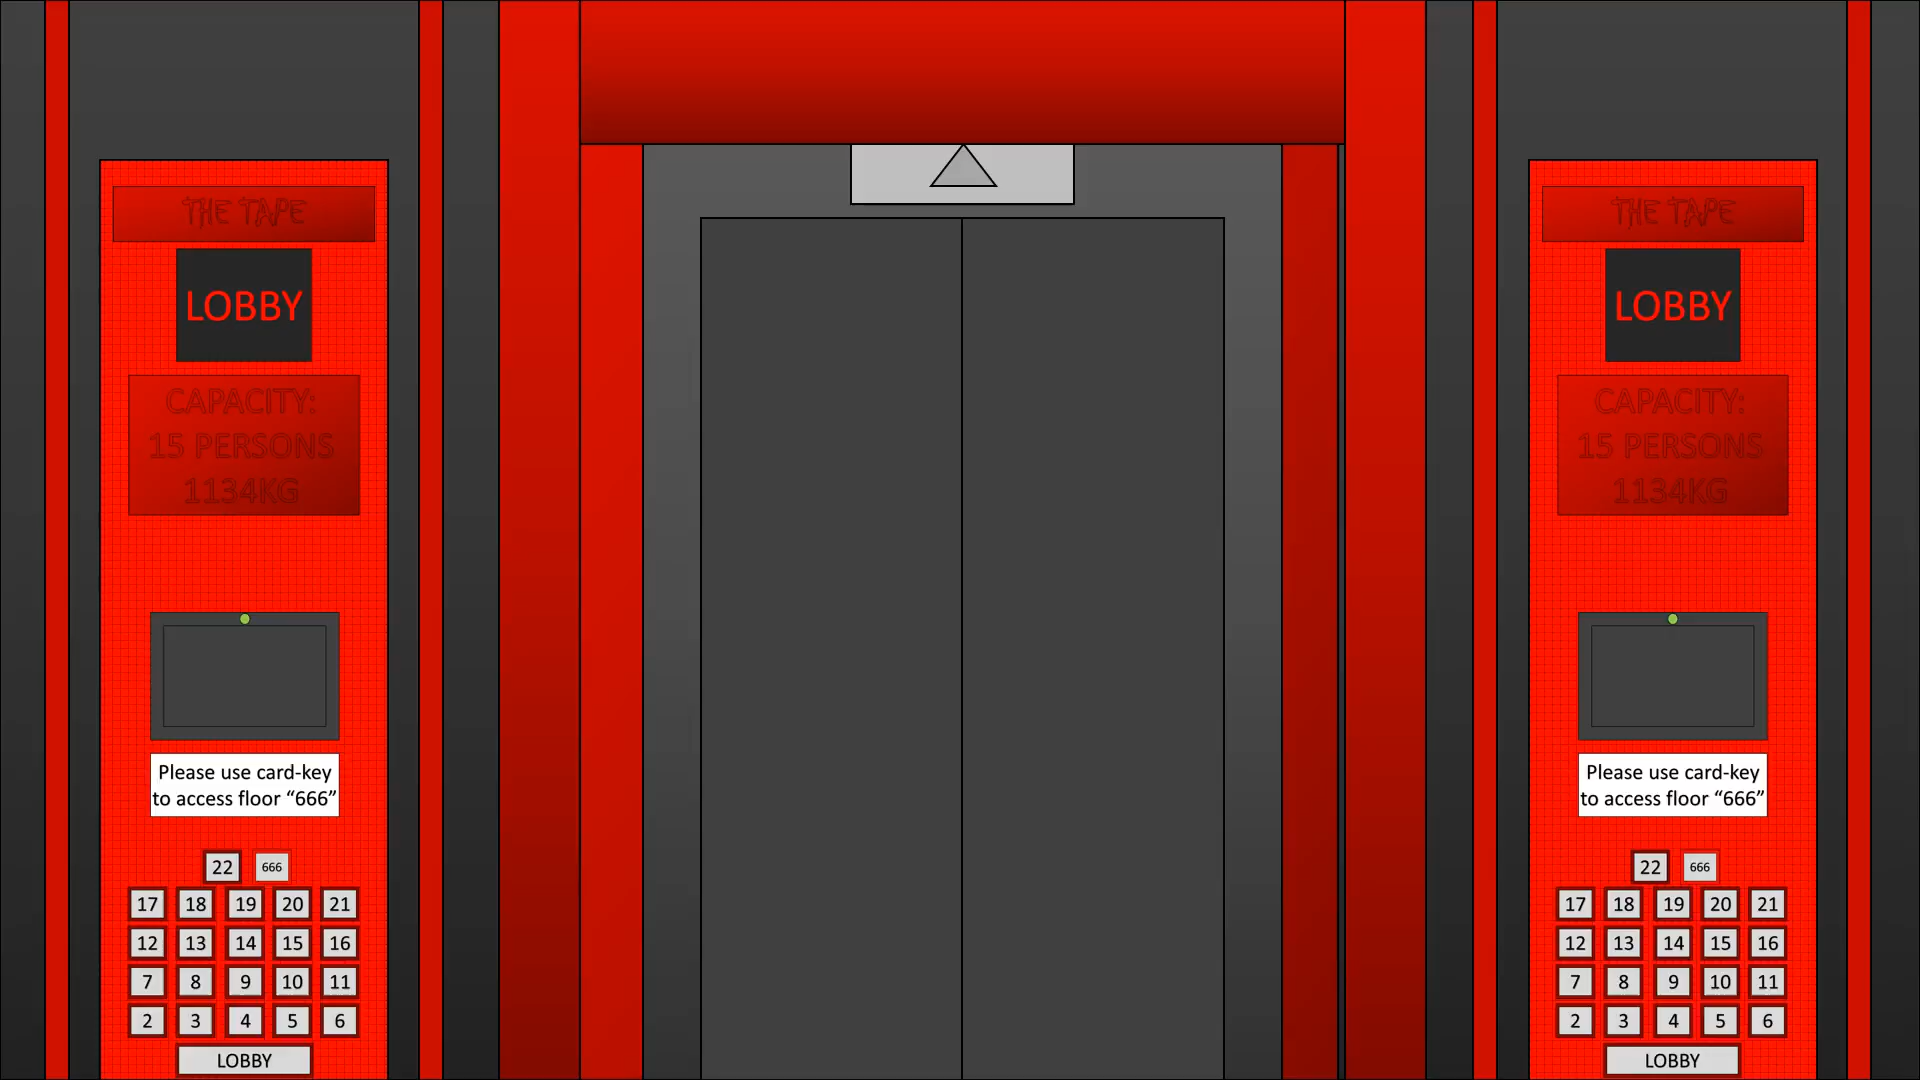 THE TAPE
LOBBY
CAPACITY:
15 PERSONS
1134KG
Please use card-key
to access floor “666”
22 666
17 18 19 20 21
12 13 14 15 16
7 8 9 10 11
2 3 4 5 6
LOBBY
THE TAPE
LOBBY
CAPACITY:
15 PERSONS
1134KG
Please use card-key
to access floor “666”
22 666
17 18 19 20 21
12 13 14 15 16
7 8 9 10 11
2 3 4 5 6
LOBBY